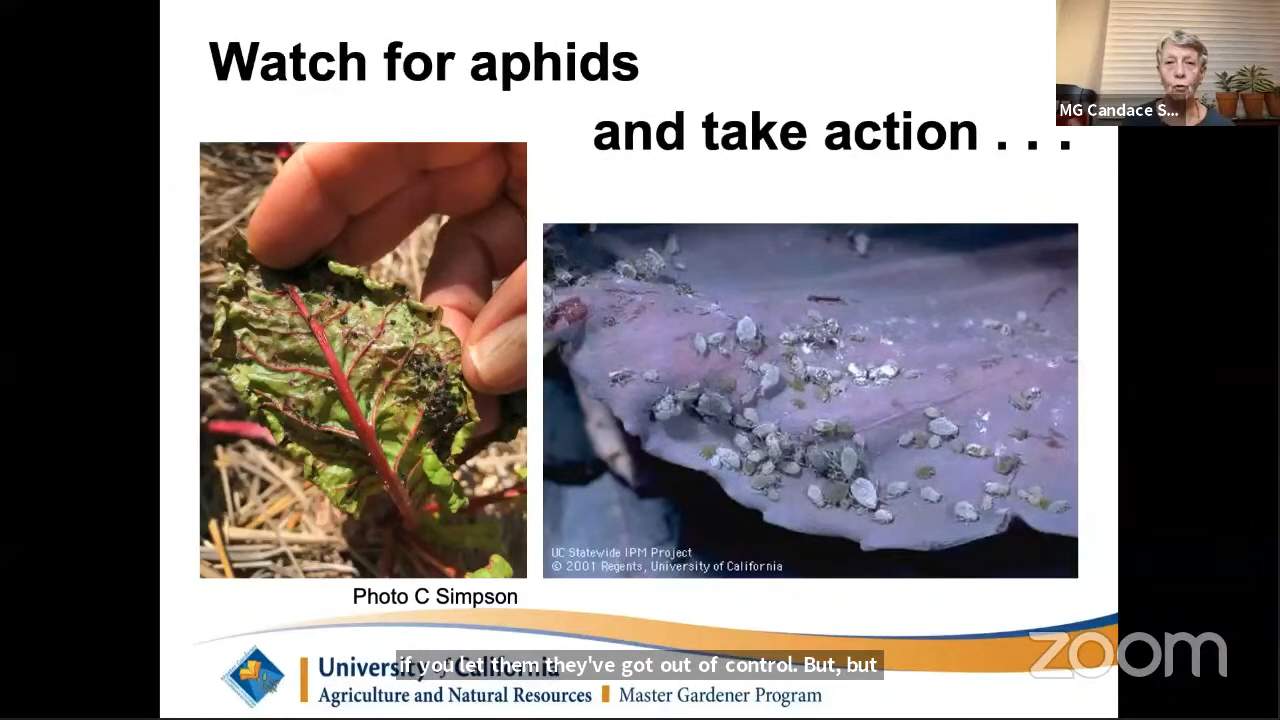 Watch for aphids
and take action . . .
MG Candace S...
UC Statewide IPM Project
© 2001 Regents, University of California
Photo C Simpson
University of California
Agriculture and Natural Resources
Master Gardener Program
if you let them they've got out of control. But, but
zoom